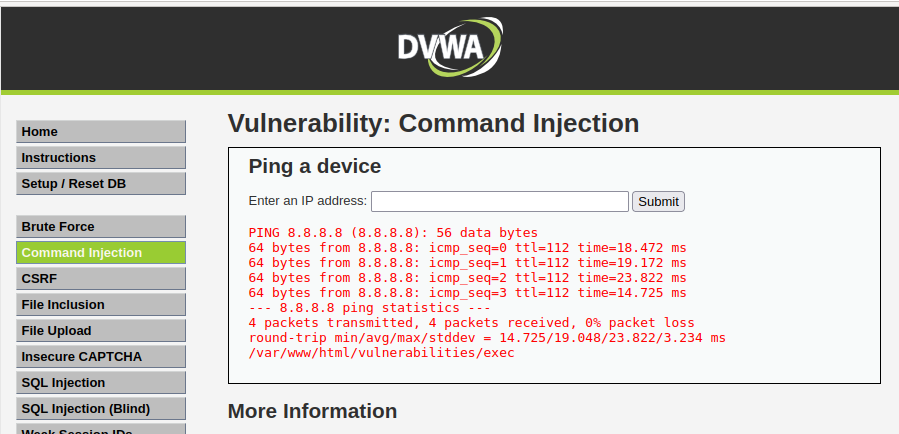 DVWA
Home
Instructions
Setup / Reset DB
Brute Force
Command Injection
CSRF
File Inclusion
File Upload
Insecure CAPTCHA
SQL Injection
SQL Injection (Blind)
Weak Session IDs
Vulnerability: Command Injection
Ping a device
Enter an IP address: Submit
PING 8.8.8.8 (8.8.8.8): 56 data bytes
64 bytes from 8.8.8.8: icmp_seq=0 ttl=112 time=18.472 ms
64 bytes from 8.8.8.8: icmp_seq=1 ttl=112 time=19.172 ms
64 bytes from 8.8.8.8: icmp_seq=2 ttl=112 time=23.822 ms
64 bytes from 8.8.8.8: icmp_seq=3 ttl=112 time=14.725 ms
--- 8.8.8.8 ping statistics ---
4 packets transmitted, 4 packets received, 0% packet loss
round-trip min/avg/max/stddev = 14.725/19.048/23.822/3.234 ms
/var/www/html/vulnerabilities/exec
More Information